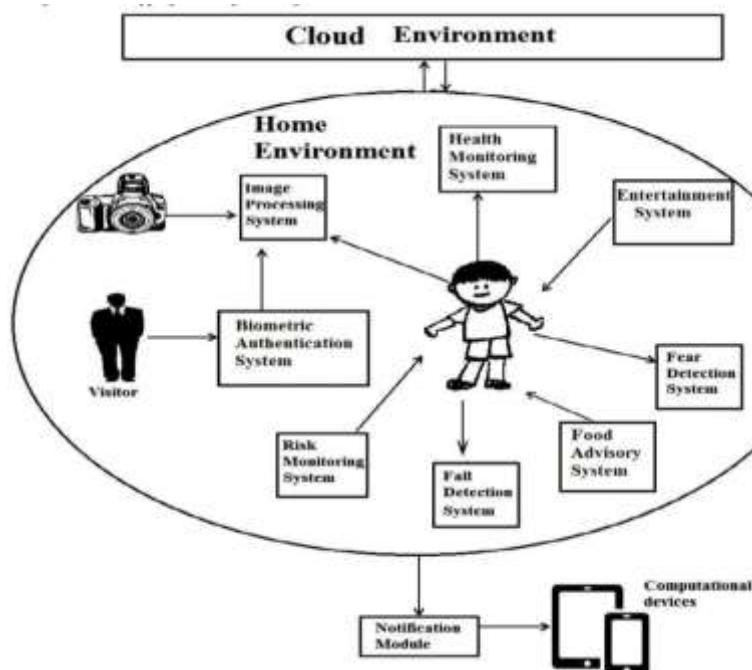 Cloud Environment
Home
Environment
Health
Monitoring
System
Image
Processing
System
Entertainment
System
Biometric
Authentication
System
Visitor
Fear
Detection
System
Risk
Monitoring
System
Food
Advisory
System
Fall
Detection
System
Notification
Module
Computational
devices